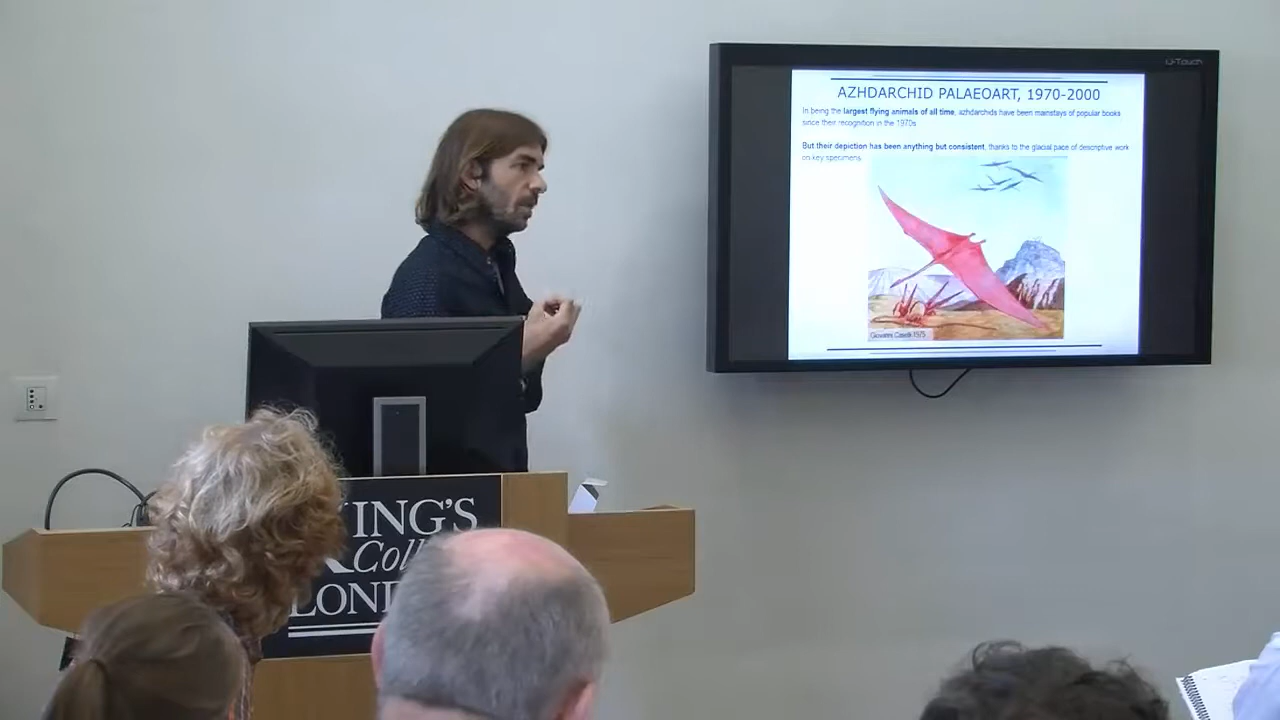 U-Touch
AZHDARCHID PALAEOART, 1970-2000
In being the largest flying animals of all time, azhdarchids have been mainstays of popular books
since their recognition in the 1970s
But their depiction has been anything but consistent, thanks to the glacial pace of descriptive work
on key specimens.
Giovanni Caselli 1975
KING'S
Coll
LOND